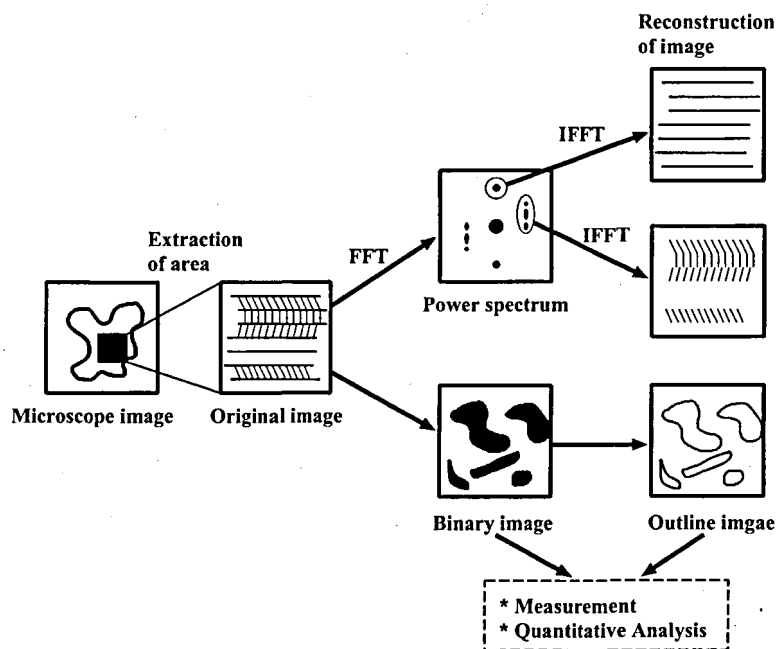 Reconstruction
of image
IFFT
Extraction
of area
FFT
IFFT
Power spectrum
Microscope image
Original image
Binary image
Outline imgae
* Measurement
* Quantitative Analysis